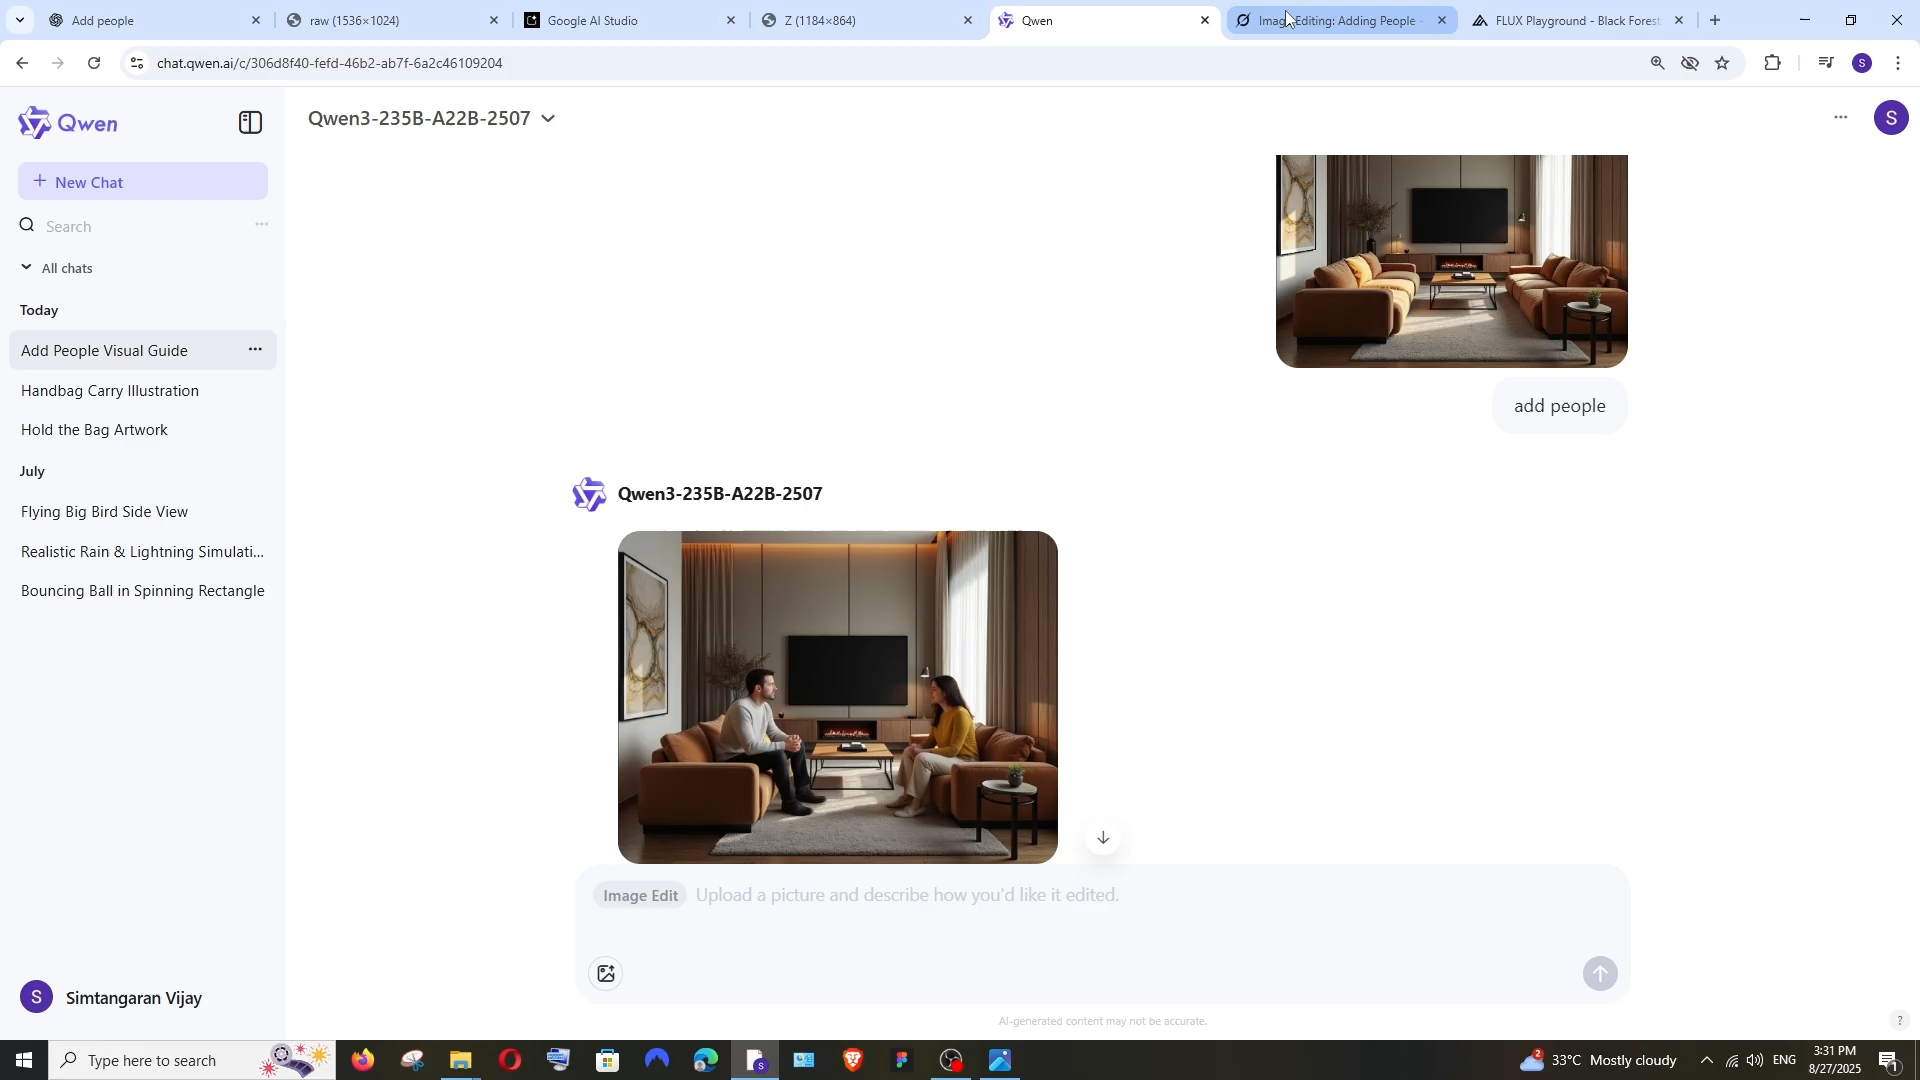 Add people
raw (1536×1024)
Google AI Studio
Z (1184×864)
Qwen
Image Editing: Adding People -
FLUX Playground - Black Forest
chat.qwen.ai/c/306d8f40-fefd-46b2-ab7f-6a2c46109204
S
Qwen
Qwen3-235B-A22B-2507
S
+ New Chat
Search
All chats
Today
Add People Visual Guide
Handbag Carry Illustration
Hold the Bag Artwork
July
Flying Big Bird Side View
Realistic Rain & Lightning Simulati...
Bouncing Ball in Spinning Rectangle
add people
Qwen3-235B-A22B-2507
Image Edit Upload a picture and describe how you'd like it edited.
S Simtangaran Vijay
AI-generated content may not be accurate.
?
Type here to search
2
33°C Mostly cloudy
ENG
3:31 PM
8/27/2025
1